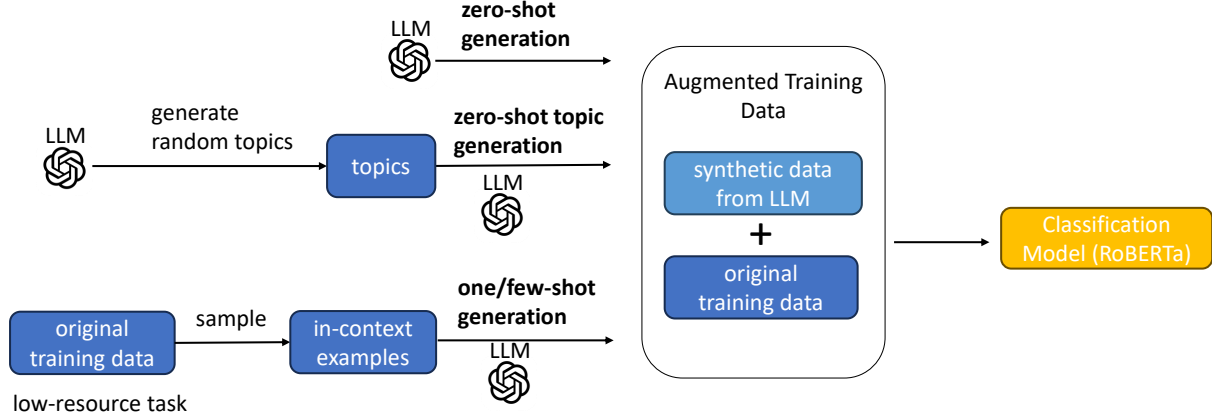 LLM
zero-shot
generation
LLM
generate
random topics
topics
zero-shot topic
generation
LLM
original
training data
low-resource task
sample
in-context
examples
one/few-shot
generation
LLM
Augmented Training
Data
synthetic data
from LLM
+
original
training data
Classification
Model (RoBERTa)